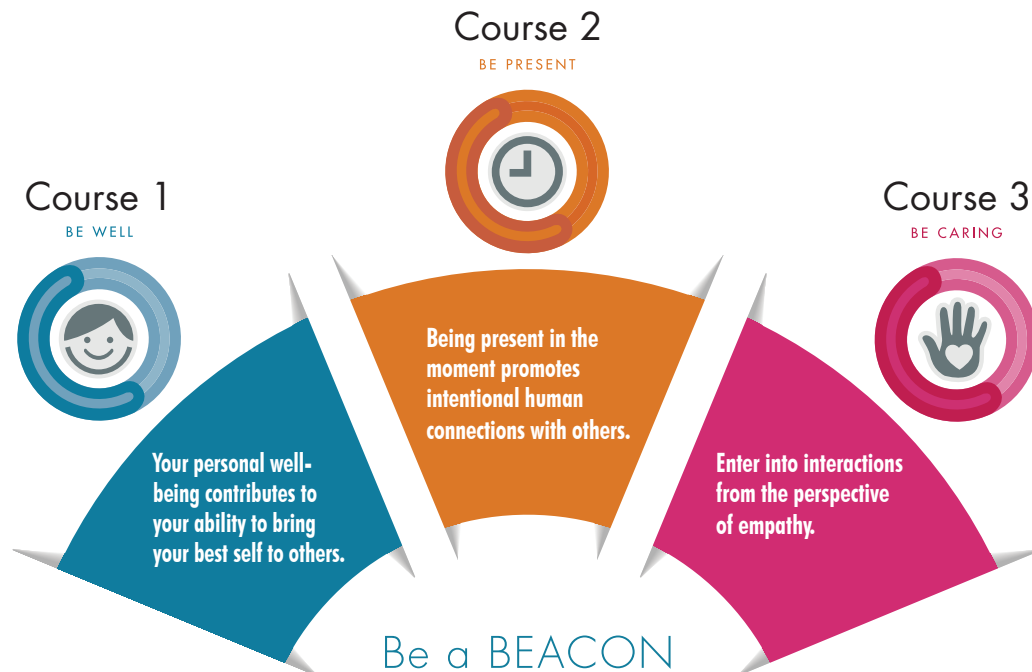 Course 1
BE WELL
Your personal well-
being contributes to
your ability to bring
your best self to others.
Course 2
BE PRESENT
Being present in the
moment promotes
intentional human
connections with others.
Course 3
BE CARING
Enter into interactions
from the perspective
of empathy.
Be a BEACON